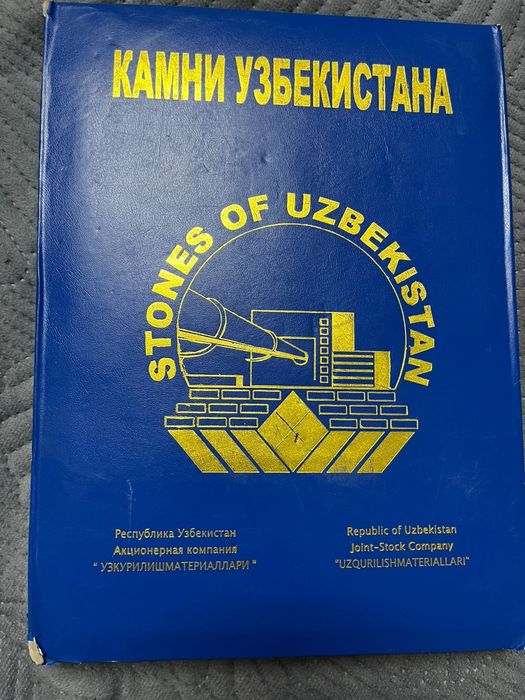 КАМНИ УЗБЕКИСТАНА
STONES OF UZBEKISTAN
Республика Узбекистан
Акционерная компания
" УЗКУРИЛИШМАТЕРИАЛЛАРИ "
Republic of Uzbekistan
Joint-Stock Company
"UZQURILISHMATERIALLARI"